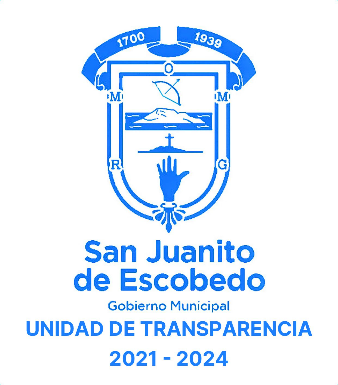 1700 1939
O
M M
R G
San Juanito
de Escobedo
Gobierno Municipal
UNIDAD DE TRANSPARENCIA
2021 - 2024